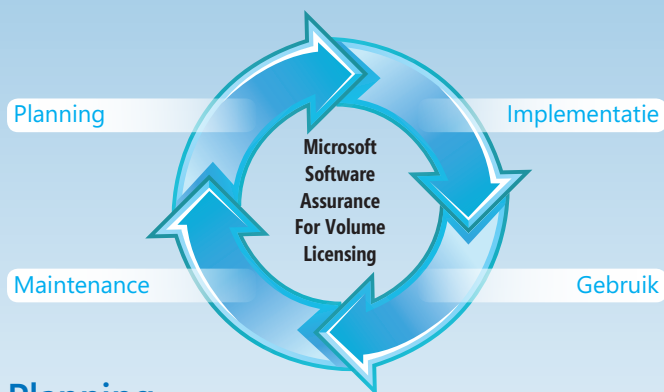 Planning
Implementatie
Microsoft
Software
Assurance
For Volume
Licensing
Maintenance
Gebruik
Planning